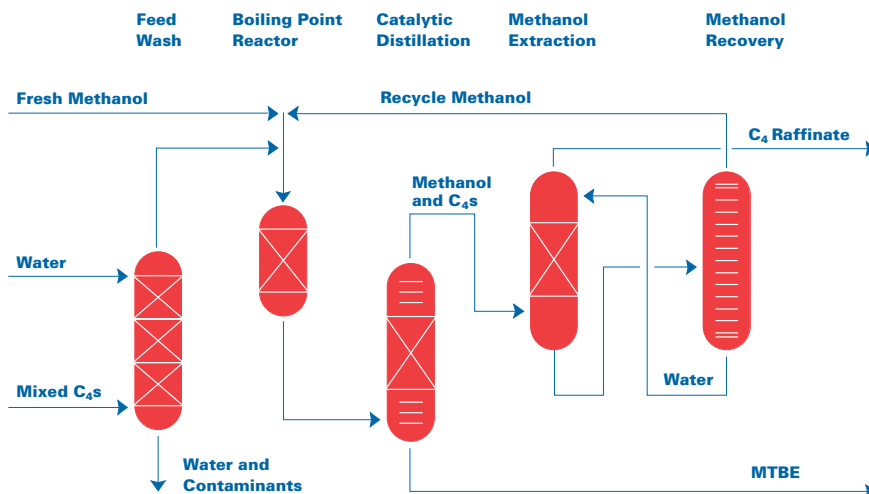 Feed
Wash
Boiling Point
Reactor
Catalytic
Distillation
Methanol
Extraction
Methanol
Recovery
Fresh Methanol
Recycle Methanol
C₄ Raffinate
Methanol
and C₄s
Water
Mixed C₄s
Water
Water and
Contaminants
MTBE